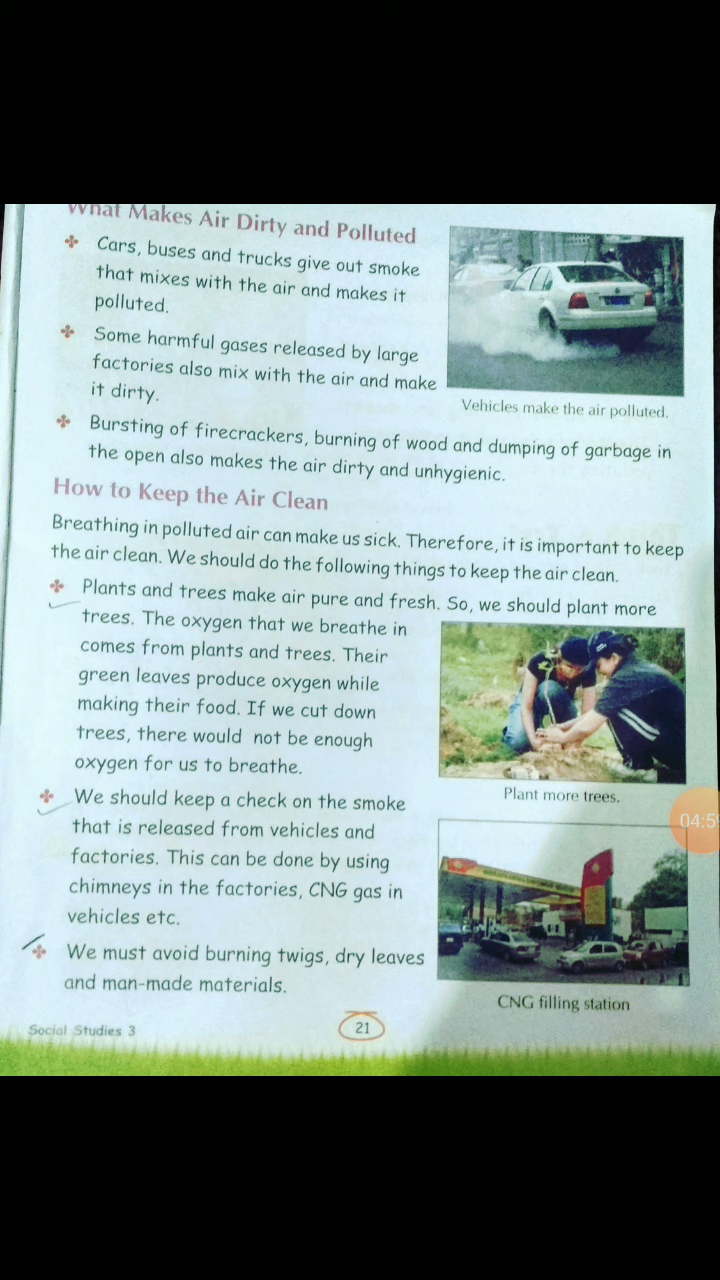 What Makes Air Dirty and Polluted
Cars, buses and trucks give out smoke
that mixes with the air and makes it
polluted.
Some harmful gases released by large
factories also mix with the air and make
it dirty.
Vehicles make the air polluted.
Bursting of firecrackers, burning of wood and dumping of garbage in
the open also makes the air dirty and unhygienic.
How to Keep the Air Clean
Breathing in polluted air can make us sick. Therefore, it is important to keep
the air clean. We should do the following things to keep the air clean.
Plants and trees make air pure and fresh. So, we should plant more
trees. The oxygen that we breathe in
comes from plants and trees. Their
green leaves produce oxygen while
making their food. If we cut down
trees, there would not be enough
oxygen for us to breathe.
Plant more trees.
We should keep a check on the smoke
that is released from vehicles and
factories. This can be done by using
chimneys in the factories, CNG gas in
vehicles etc.
We must avoid burning twigs, dry leaves
and man-made materials.
CNG filling station
Social Studies 3
21